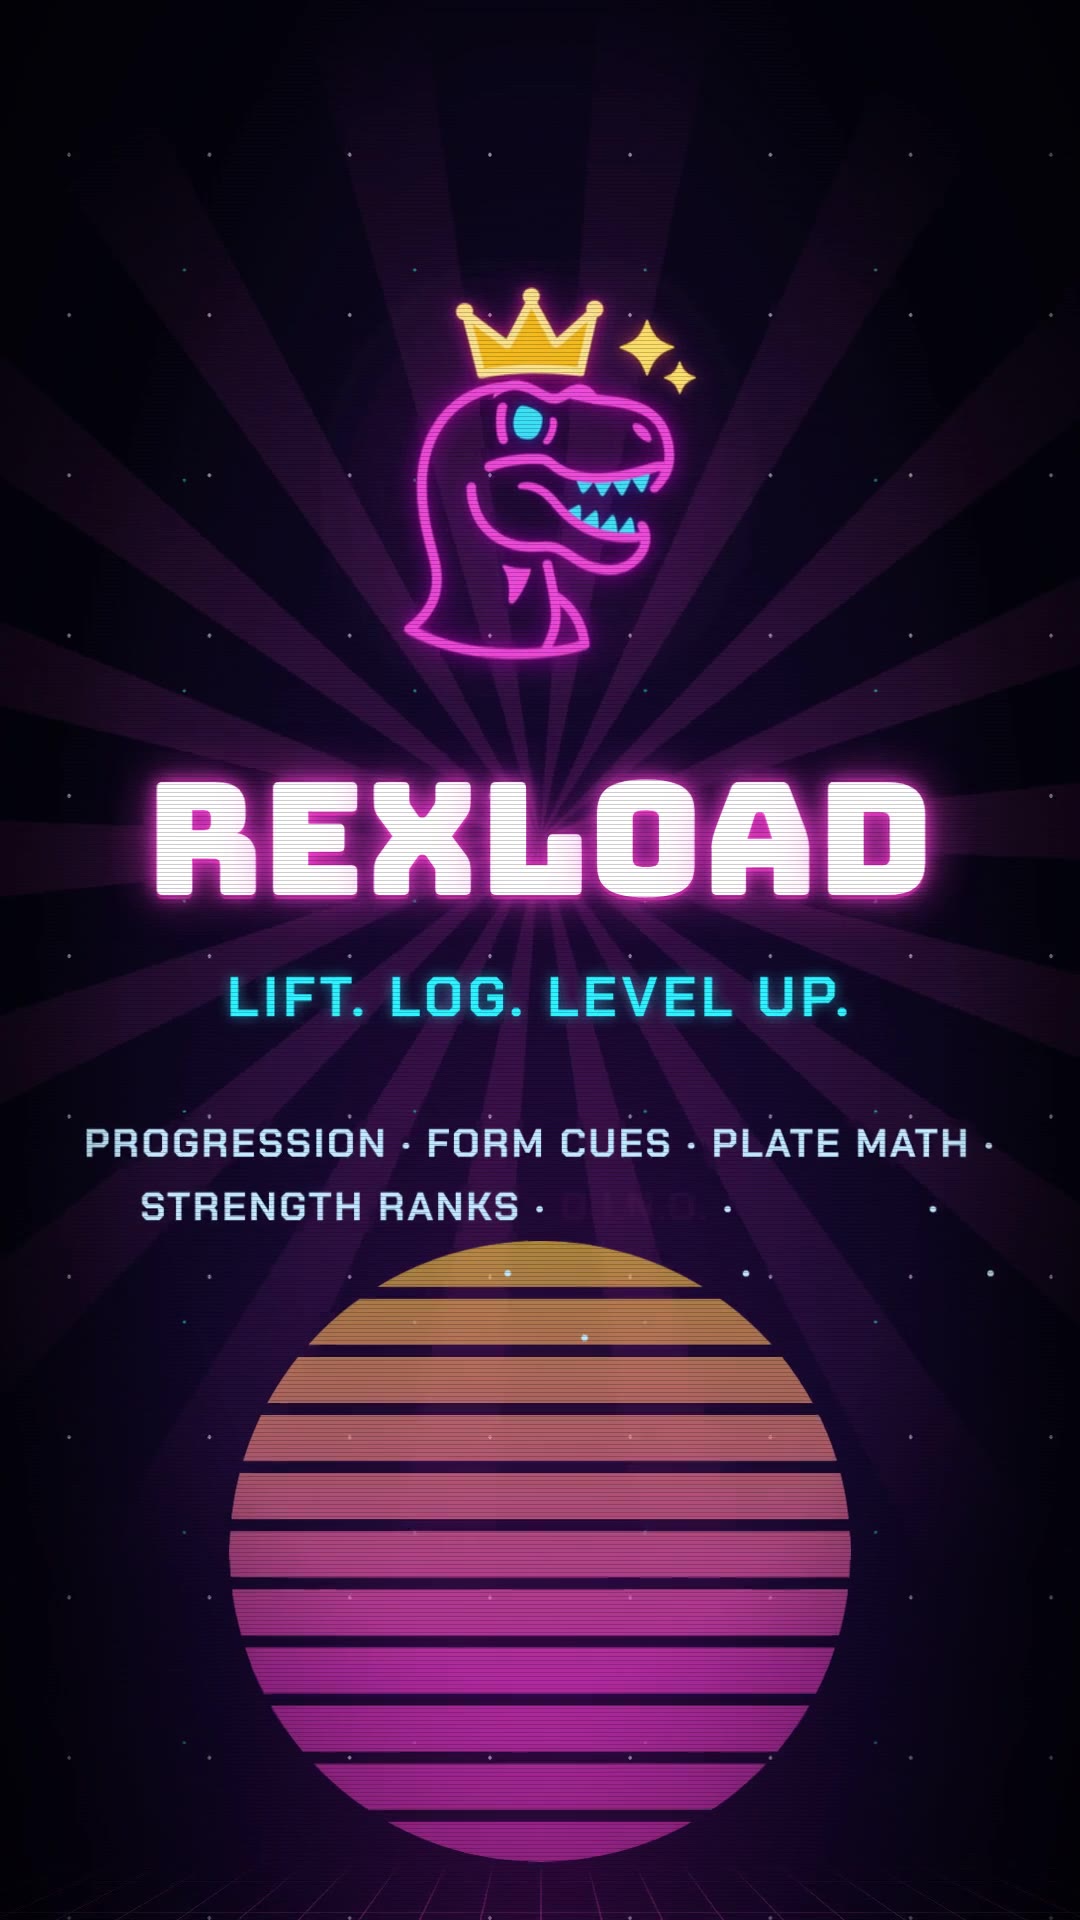 REXLOAD
LIFT. LOG. LEVEL UP.
PROGRESSION · FORM CUES · PLATE MATH ·
STRENGTH RANKS ·